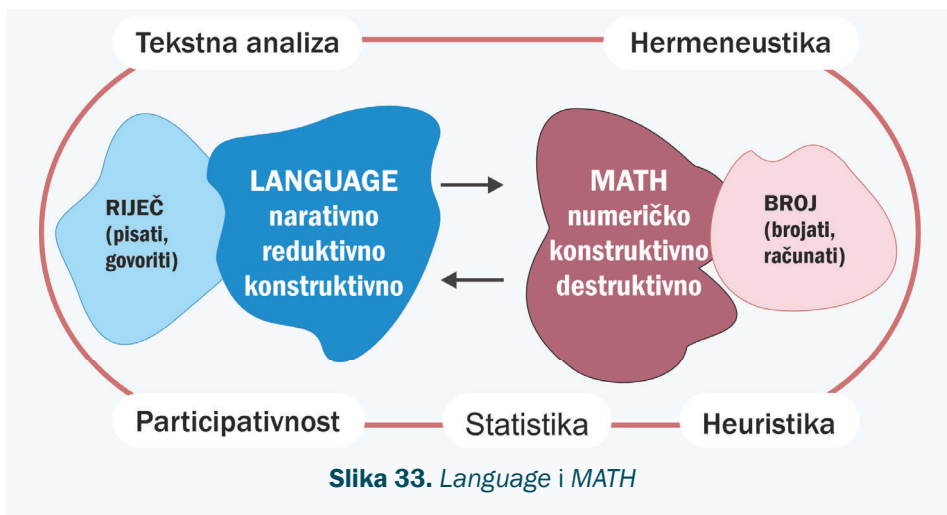 Tekstna analiza
Hermeneustika
RIJEČ
(pisati,
govoriti)
LANGUAGE
narativno
reduktivno
konstruktivno
MATH
numeričko
konstruktivno
destruktivno
BROJ
(brojati,
računati)
Participativnost
Statistika
Heuristika
Slika 33. Language i MATH